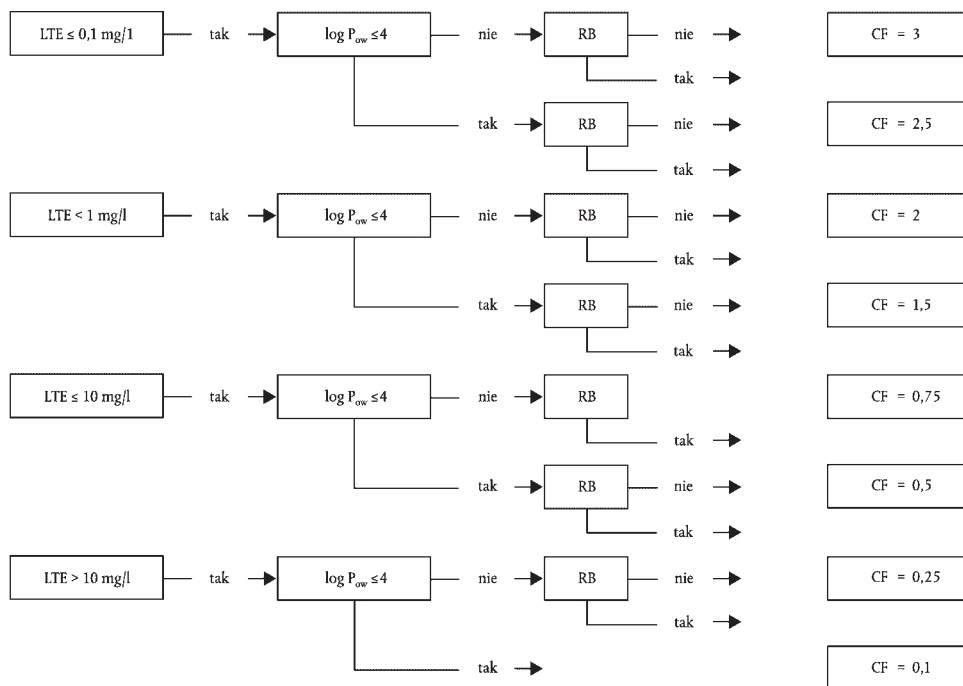 LTE ≤ 0,1 mg/1 tak log Pow ≤4 nie RB nie CF = 3
tak
tak RB nie CF = 2,5
tak
LTE < 1 mg/l tak log Pow ≤4 nie RB nie CF = 2
tak
tak RB nie CF = 1,5
tak
LTE ≤ 10 mg/l tak log Pow ≤4 nie RB CF = 0,75
tak
tak RB nie CF = 0,5
tak
LTE > 10 mg/l tak log Pow ≤4 nie RB nie CF = 0,25
tak
tak CF = 0,1